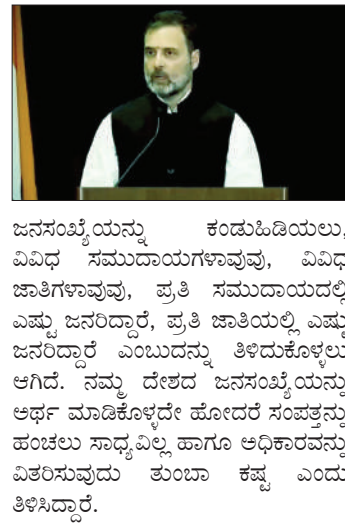 ಜನಸಂಖ್ಯೆಯನ್ನು ಕಂಡುಹಿಡಿಯಲು,
ವಿವಿಧ ಸಮುದಾಯಗಳಾವುವು, ವಿವಿಧ
ಜಾತಿಗಳಾವುವು, ಪ್ರತಿ ಸಮುದಾಯದಲ್ಲಿ
ಎಷ್ಟು ಜನರಿದ್ದಾರೆ, ಪ್ರತಿ ಜಾತಿಯಲ್ಲಿ ಎಷ್ಟು
ಜನರಿದ್ದಾರೆ ಎಂಬುದನ್ನು ತಿಳಿದುಕೊಳ್ಳಲು
ಆಗಿದೆ. ನಮ್ಮ ದೇಶದ ಜನಸಂಖ್ಯೆಯನ್ನು
ಅರ್ಥ ಮಾಡಿಕೊಳ್ಳದೇ ಹೋದರೆ ಸಂಪತ್ತನ್ನು
ಹಂಚಲು ಸಾಧ್ಯವಿಲ್ಲ ಹಾಗೂ ಅಧಿಕಾರವನ್ನು
ವಿತರಿಸುವುದು ತುಂಬಾ ಕಷ್ಟ ಎಂದು
ತಿಳಿಸಿದ್ದಾರೆ.